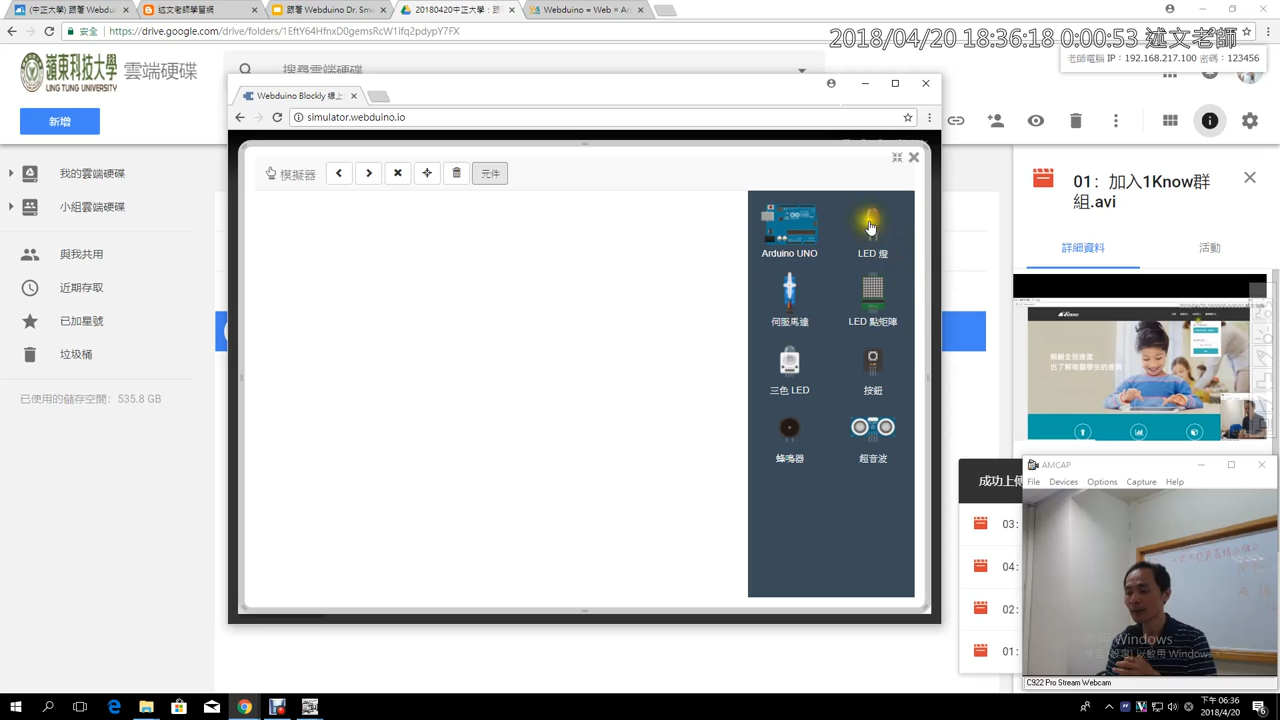 (中正大學) 跟著 Webdui
述文老師學習網
跟著 Webduino Dr. Sm
20180420中正大學：跟
Webduino = Web × Ar
安全
https://drive.google.com/drive/folders/1EftY64HfnxD0gemsRcW1lfq2pdypY7FX
2018/04/20 18:36:18 0:00:53 述文老師
老師電腦 IP：192.168.217.100 密碼：123456
嶺東科技大學
LING TUNG UNIVERSITY
雲端硬碟
搜尋雲端硬碟
新增
我的雲端硬碟
小組雲端硬碟
與我共用
近期存取
已加星號
垃圾桶
已使用的儲存空間：535.8 GB
Webduino Blockly 線上
simulator.webduino.io
模擬器
元件
Arduino UNO
LED 燈
伺服馬達
LED 點矩陣
三色 LED
按鈕
蜂鳴器
超音波
01：加入1Know群
組.avi
詳細資料
活動
成功上傳
03:
04:
02:
01:
AMCAP
File Devices Options Capture Help
C922 Pro Stream Webcam
下午 06:36
2018/4/20